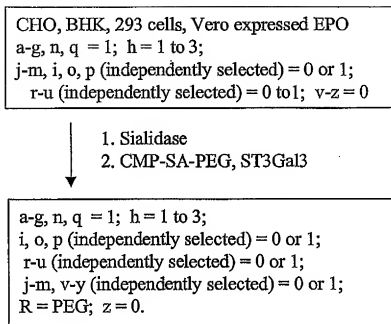 CHO, BHK, 293 cells, Vero expressed EPO
a-g, n, q = 1; h = 1 to 3;
j-m, i, o, p (independently selected) = 0 or 1;
r-u (independently selected) = 0 to1; v-z = 0
1. Sialidase
2. CMP-SA-PEG, ST3Gal3
a-g, n, q = 1; h = 1 to 3;
i, o, p (independently selected) = 0 or 1;
r-u (independently selected) = 0 or 1;
j-m, v-y (independently selected) = 0 or 1;
R = PEG; z = 0.